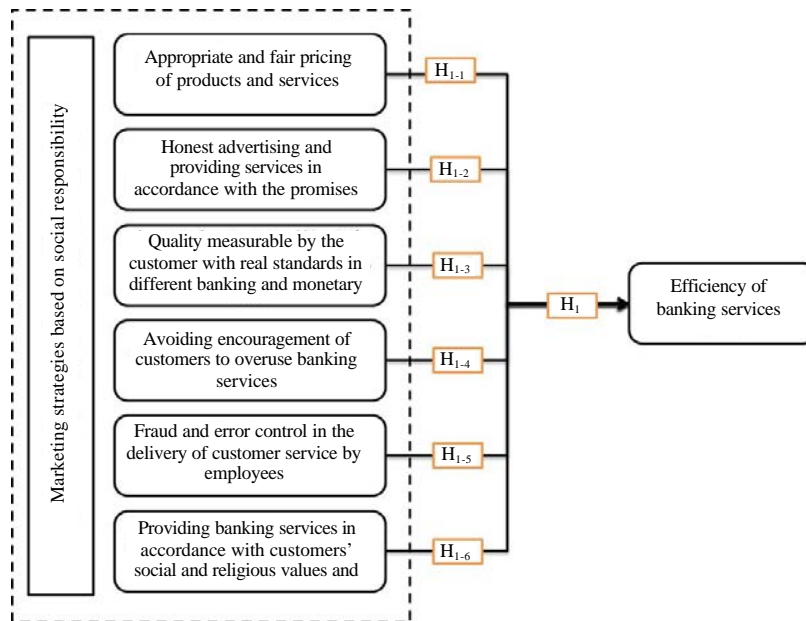 Marketing strategies based on social responsibility
Appropriate and fair pricing
of products and services
H1-1
Honest advertising and
providing services in
accordance with the promises
H1-2
Quality measurable by the
customer with real standards in
different banking and monetary
H1-3
Avoiding encouragement of
customers to overuse banking
services
H1-4
Fraud and error control in the
delivery of customer service by
employees
H1-5
Providing banking services in
accordance with customers’
social and religious values and
H1-6
H1
Efficiency of
banking services